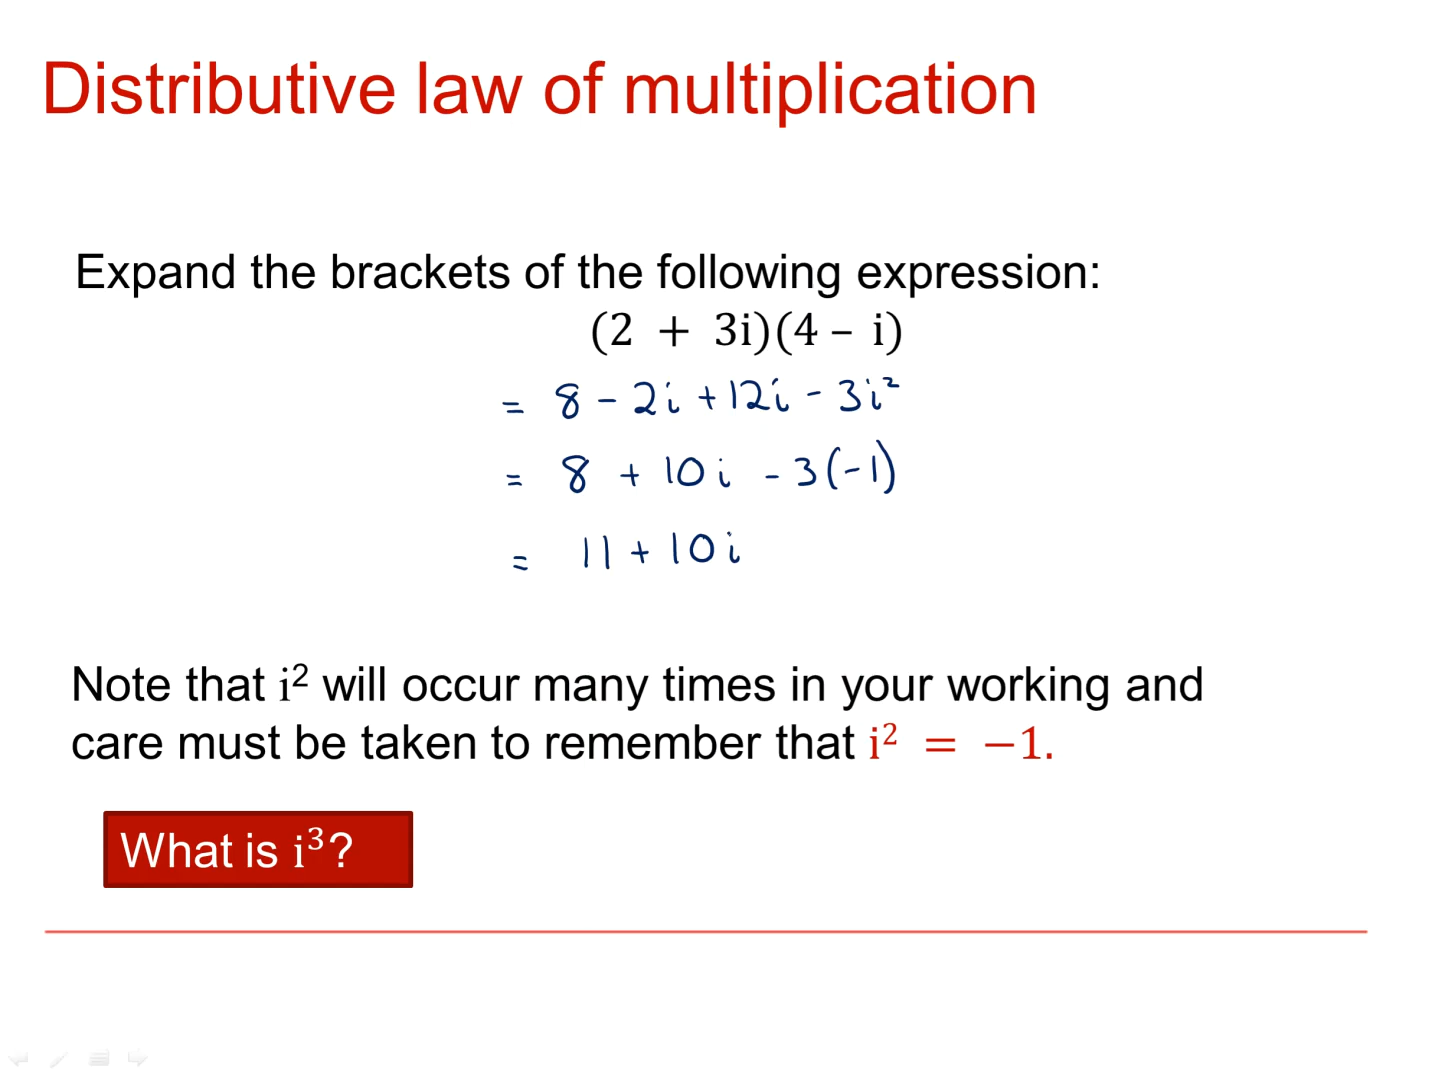 Distributive law of multiplication
Expand the brackets of the following expression:
(2 + 3i)(4 – i)
= 8 - 2i + 12i - 3i²
= 8 + 10i - 3(-1)
= 11 + 10i
Note that i² will occur many times in your working and
care must be taken to remember that i² = −1.
What is i³?